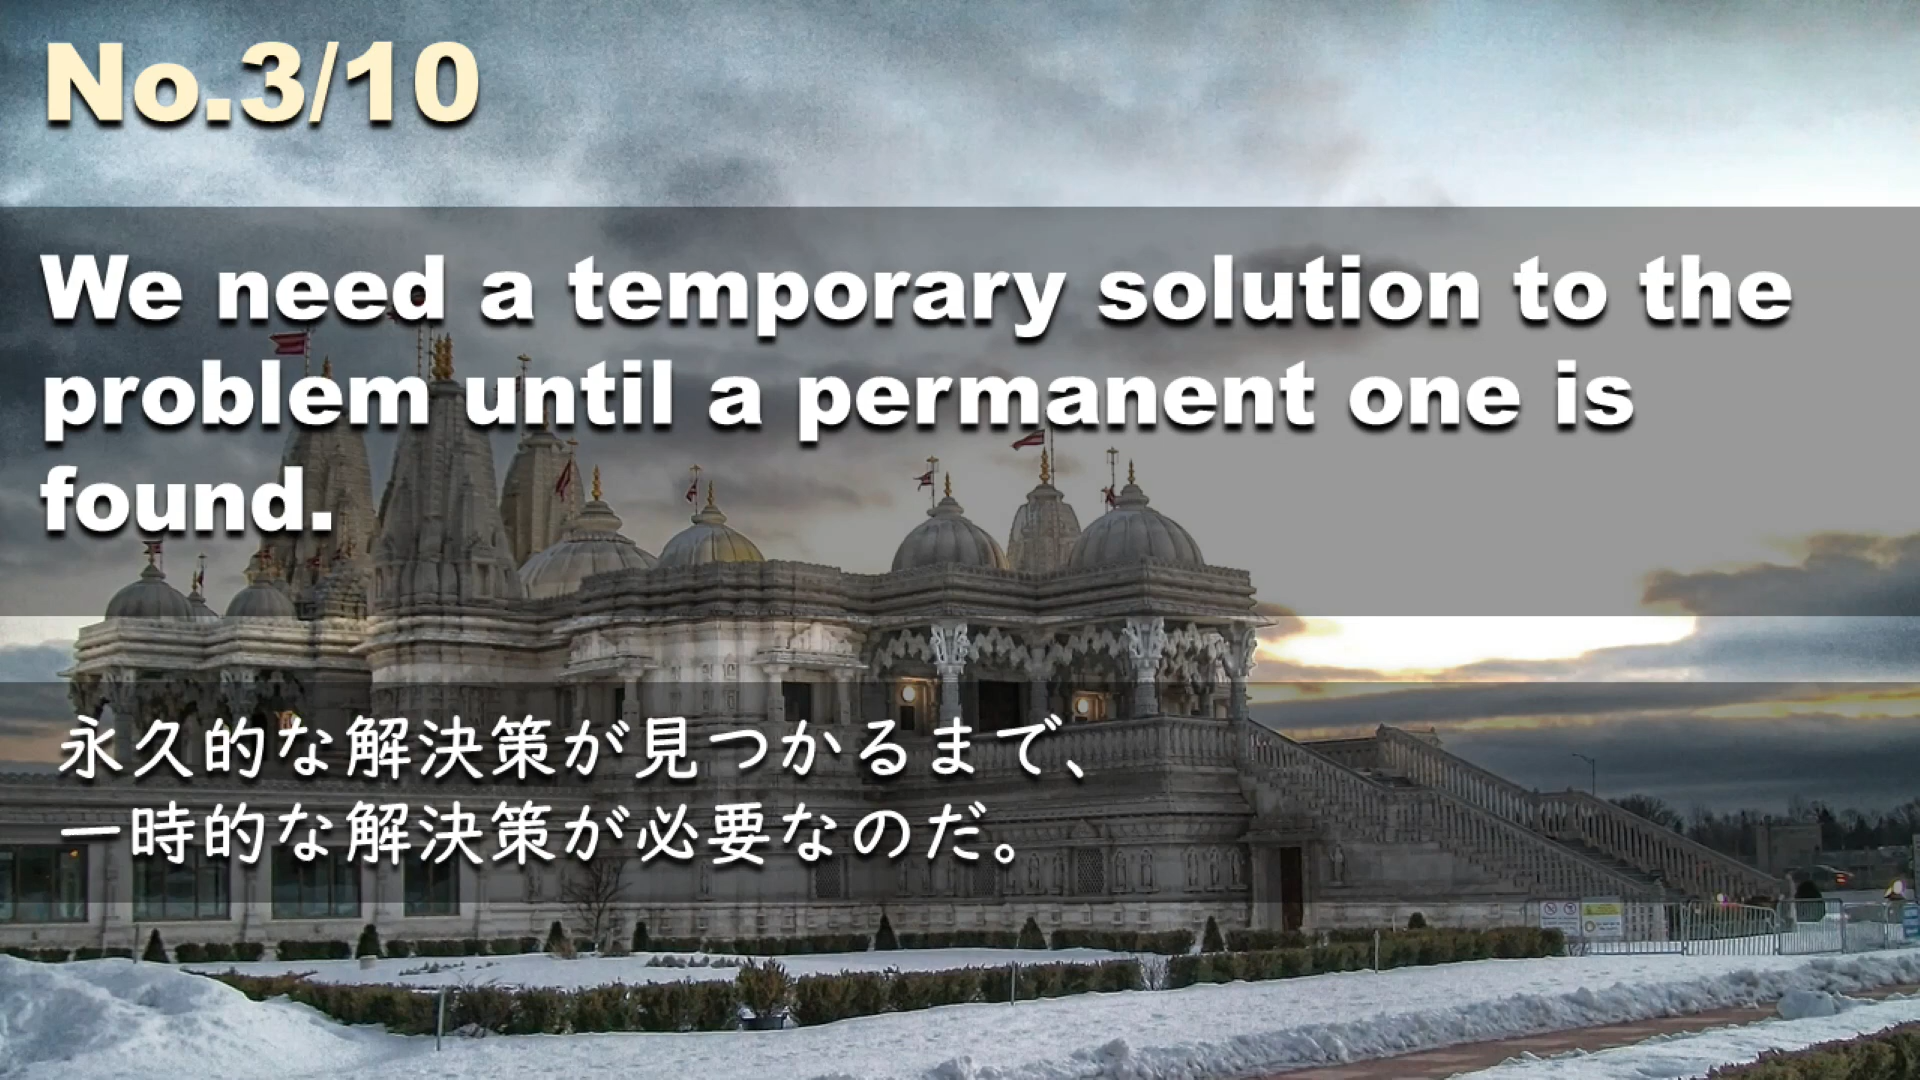 No.3/10
We need a temporary solution to the
problem until a permanent one is
found.
永久的な解決策が見つかるまで、
一時的な解決策が必要なのだ。